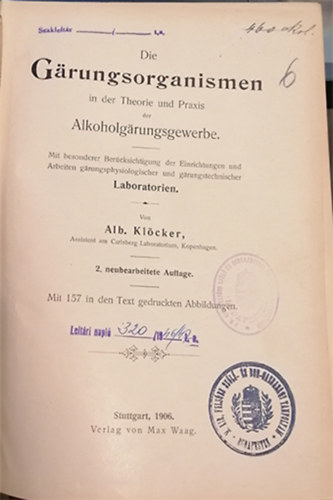 Szakleltár
Die
Gärungsorganismen
in der Theorie und Praxis
der
Alkoholgärungsgewerbe.
Mit besonderer Berücksichtigung der Einrichtungen und
Arbeiten gärungsphysiologischer und gärungstechnischer
Laboratorien.
Von
Alb. Klöcker,
Assistent am Carlsberg Laboratorium, Kopenhagen.
2. neubearbeitete Auflage.
Mit 157 in den Text gedruckten Abbildungen.
Leltári napló 320
Stuttgart, 1906.
Verlag von Max Waag.